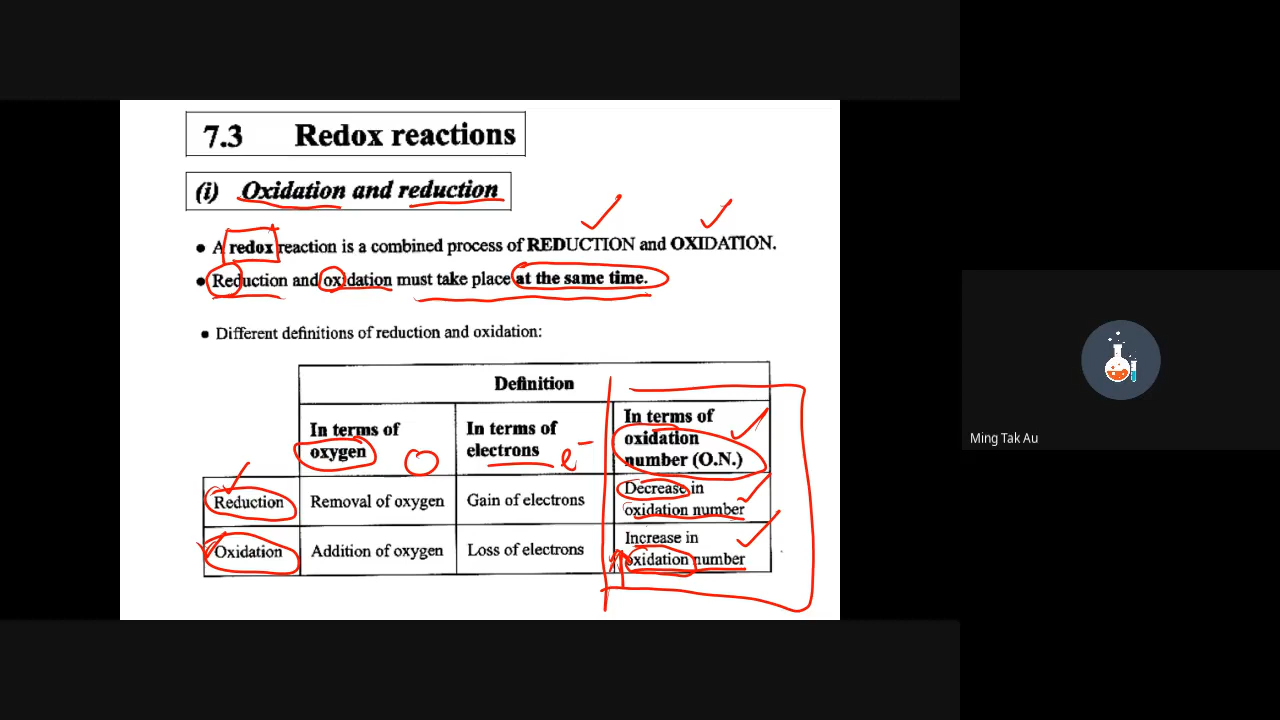 7.3 Redox reactions
(i) Oxidation and reduction
• A redox reaction is a combined process of REDUCTION and OXIDATION.
• Reduction and oxidation must take place at the same time.
• Different definitions of reduction and oxidation:
Definition
In terms of
oxygen
O
In terms of
electrons
e⁻
In terms of
oxidation
number (O.N.)
Reduction
Removal of oxygen
Gain of electrons
Decrease in
oxidation number
Oxidation
Addition of oxygen
Loss of electrons
Increase in
oxidation number
Ming Tak Au